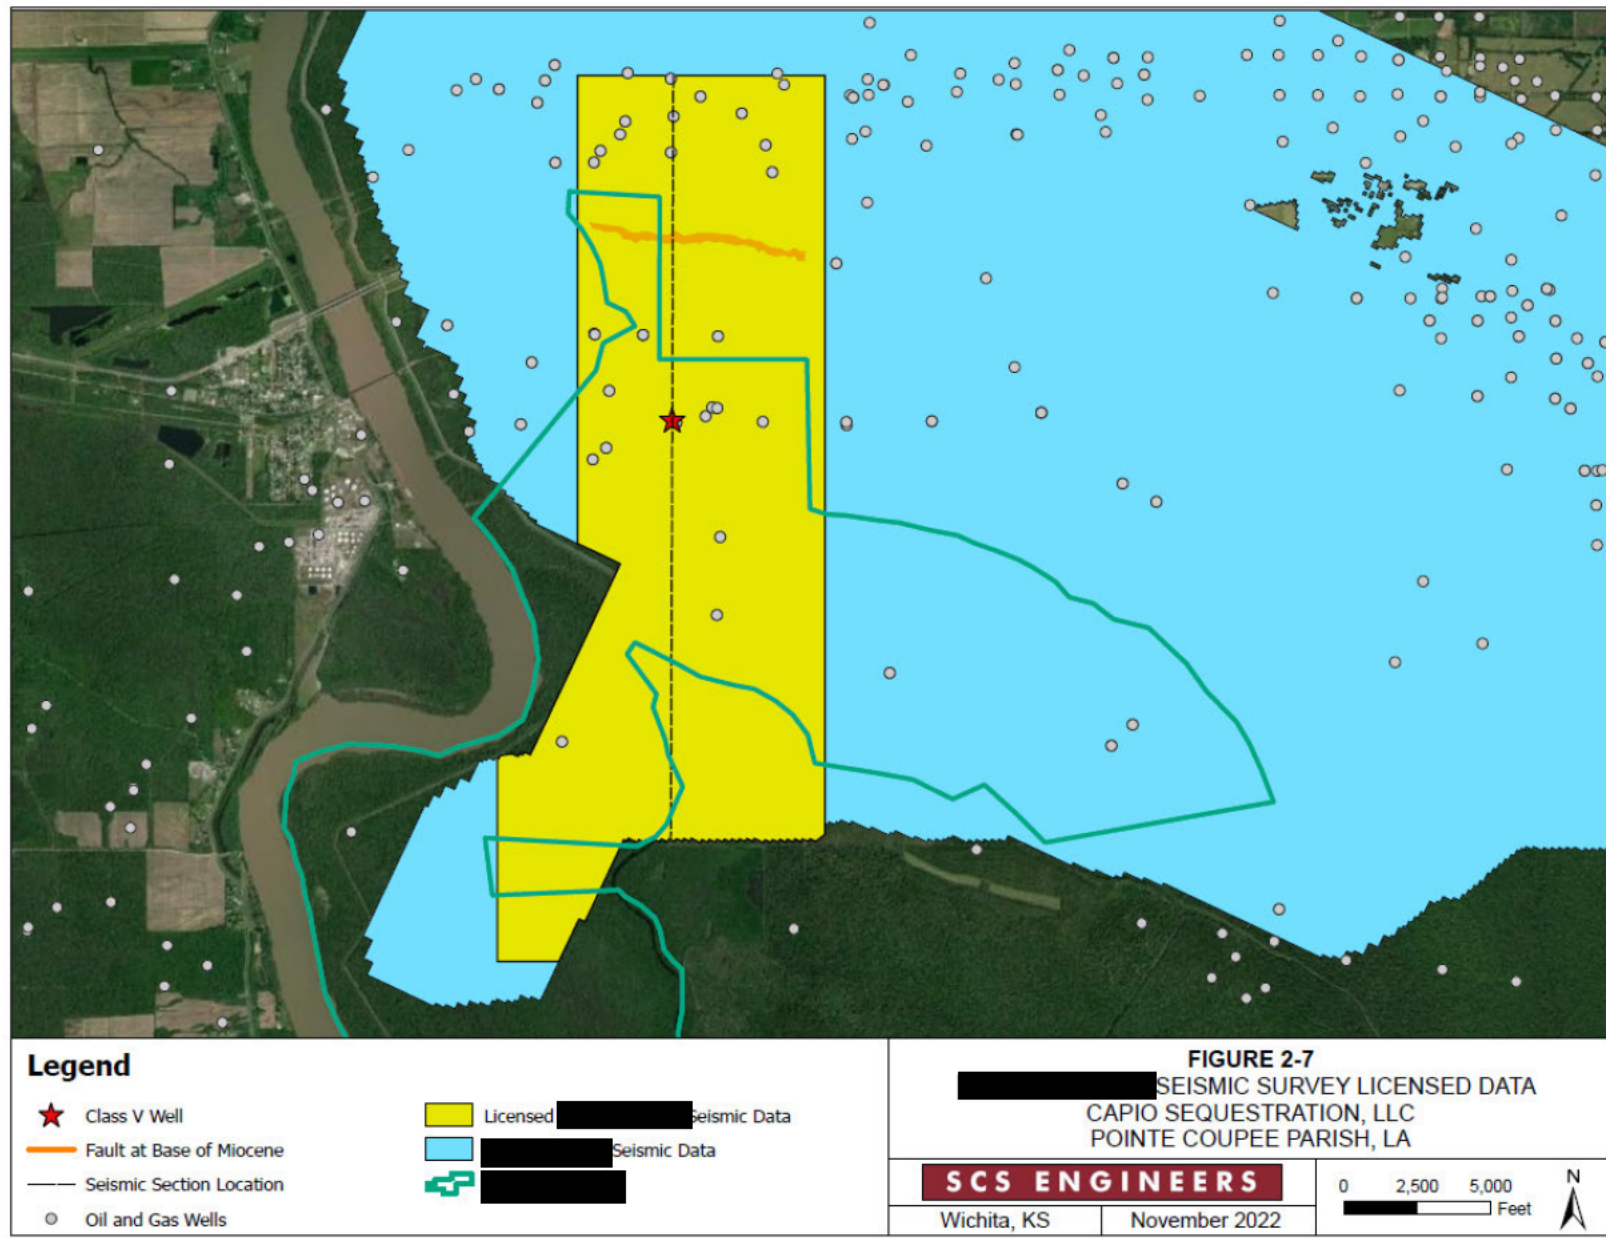 Legend
Class V Well
Fault at Base of Miocene
Seismic Section Location
Oil and Gas Wells
Licensed Seismic Data
Seismic Data
FIGURE 2-7
SEISMIC SURVEY LICENSED DATA
CAPIO SEQUESTRATION, LLC
POINTE COUPEE PARISH, LA
SCS ENGINEERS
Wichita, KS
November 2022
0 2,500 5,000
Feet
N